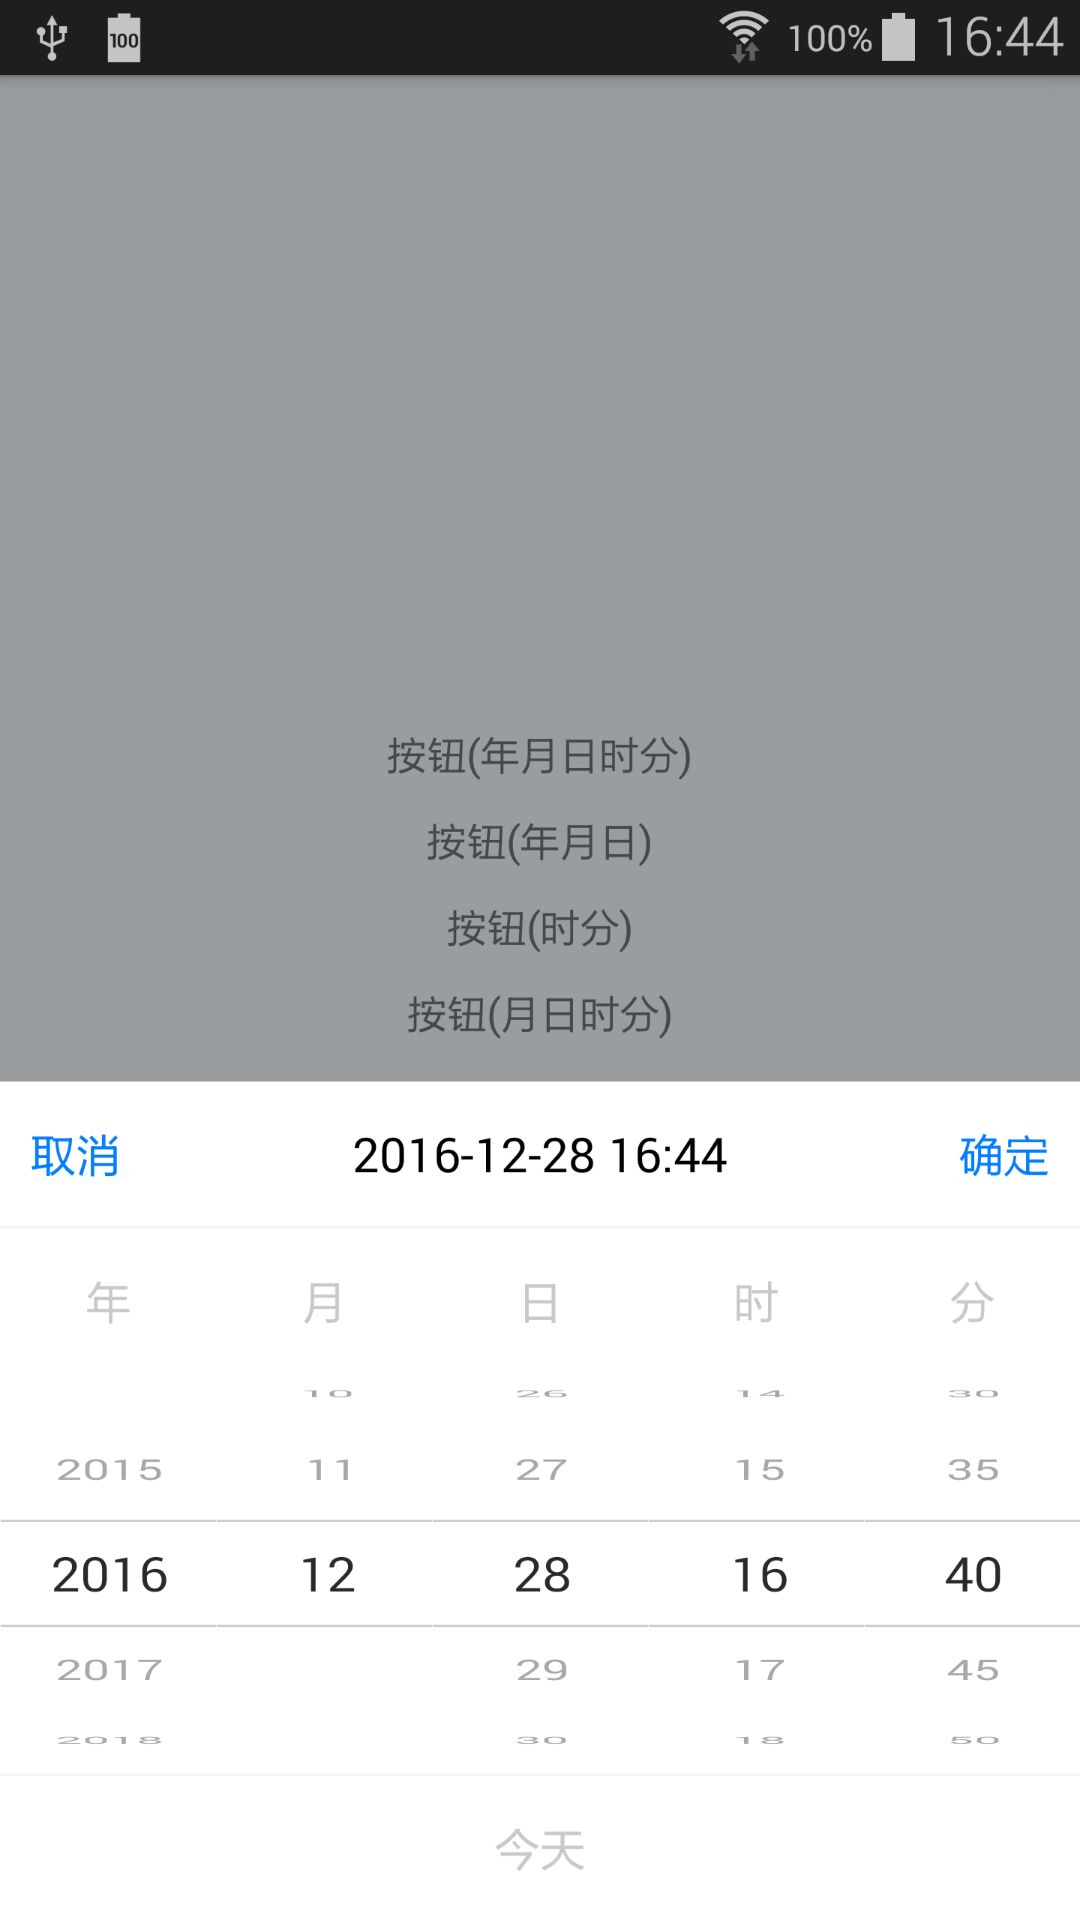 100 100% 16:44
按钮(年月日时分)
按钮(年月日)
按钮(时分)
按钮(月日时分)
取消 2016-12-28 16:44 确定
年 月 日 时 分
10 26 14 30
2015 11 27 15 35
2016 12 28 16 40
2017 29 17 45
2018 30 18 50
今天